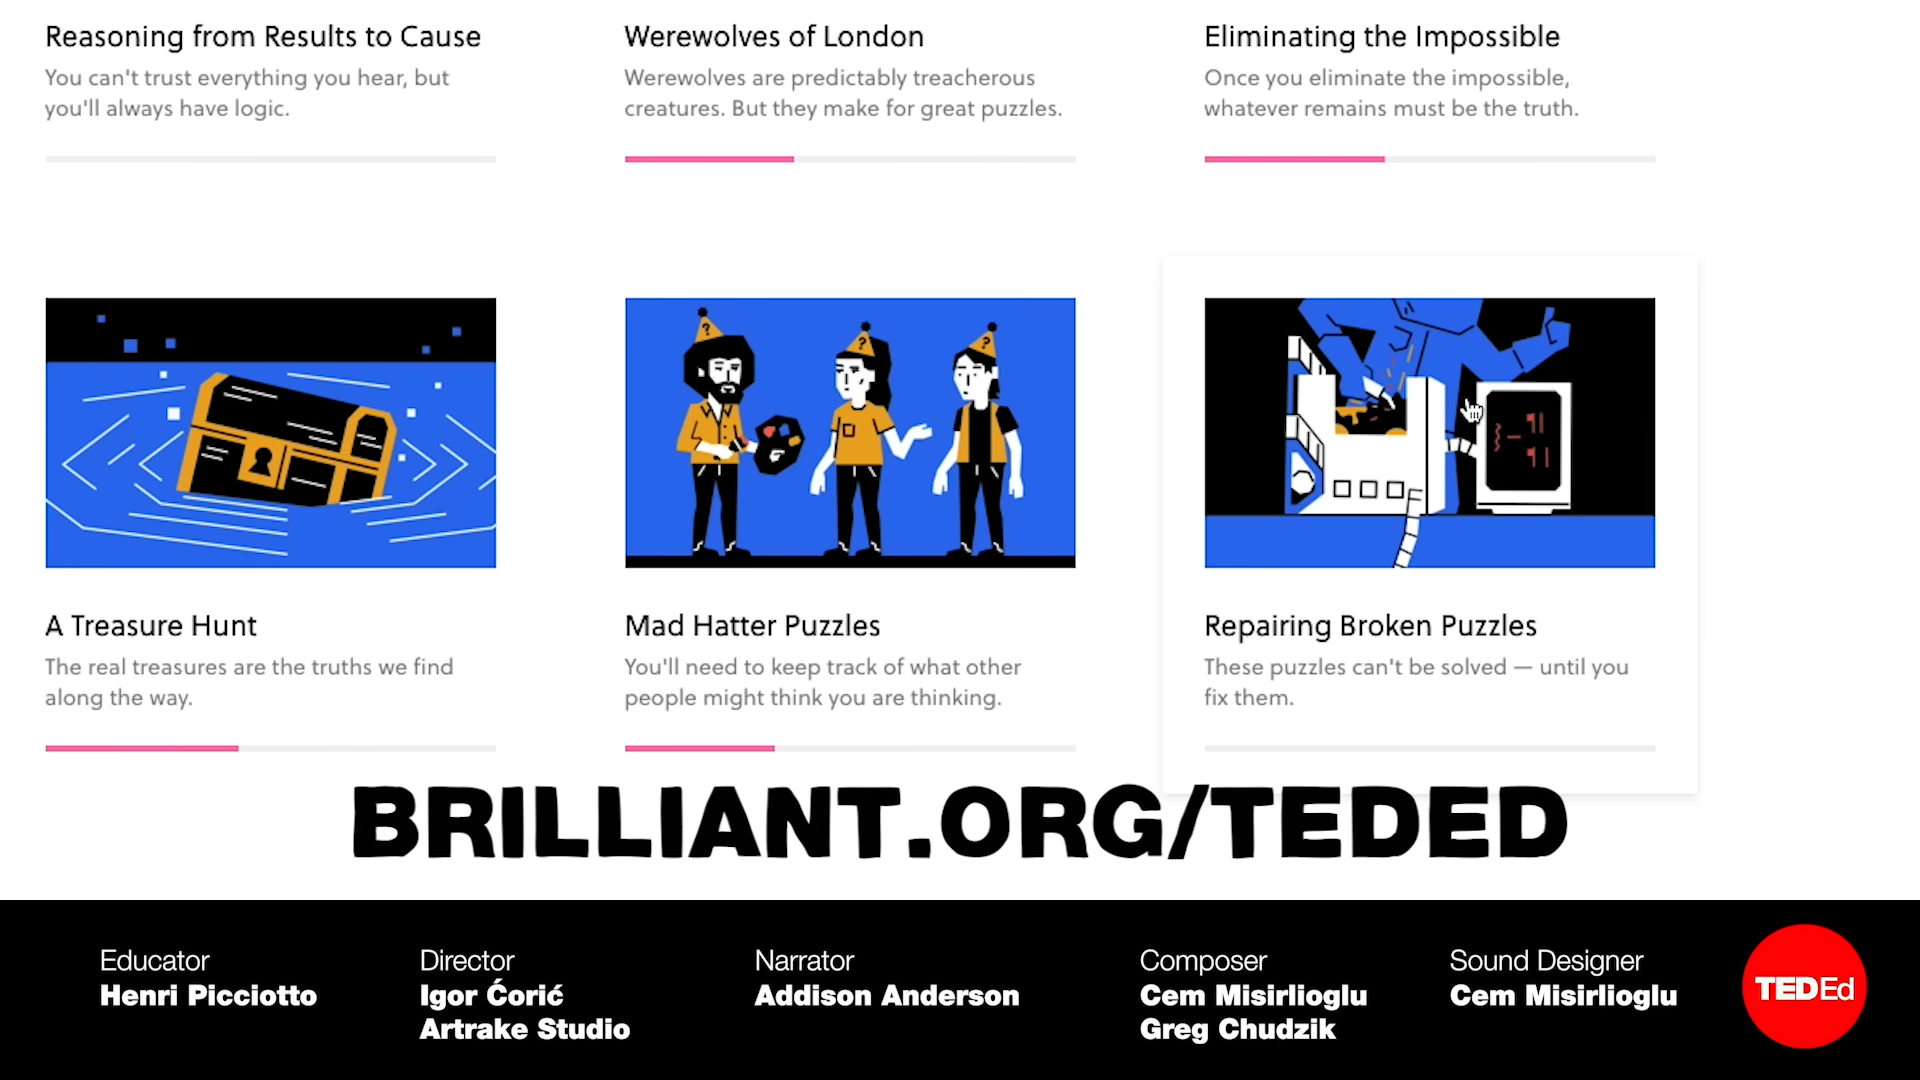 Reasoning from Results to Cause
You can't trust everything you hear, but
you'll always have logic.
Werewolves of London
Werewolves are predictably treacherous
creatures. But they make for great puzzles.
Eliminating the Impossible
Once you eliminate the impossible,
whatever remains must be the truth.
? ? ?
A Treasure Hunt
The real treasures are the truths we find
along the way.
Mad Hatter Puzzles
You'll need to keep track of what other
people might think you are thinking.
Repairing Broken Puzzles
These puzzles can't be solved — until you
fix them.
BRILLIANT.ORG/TEDED
Educator
Henri Picciotto
Director
Igor Ćorić
Artrake Studio
Narrator
Addison Anderson
Composer
Cem Misirlioglu
Greg Chudzik
Sound Designer
Cem Misirlioglu
TEDEd